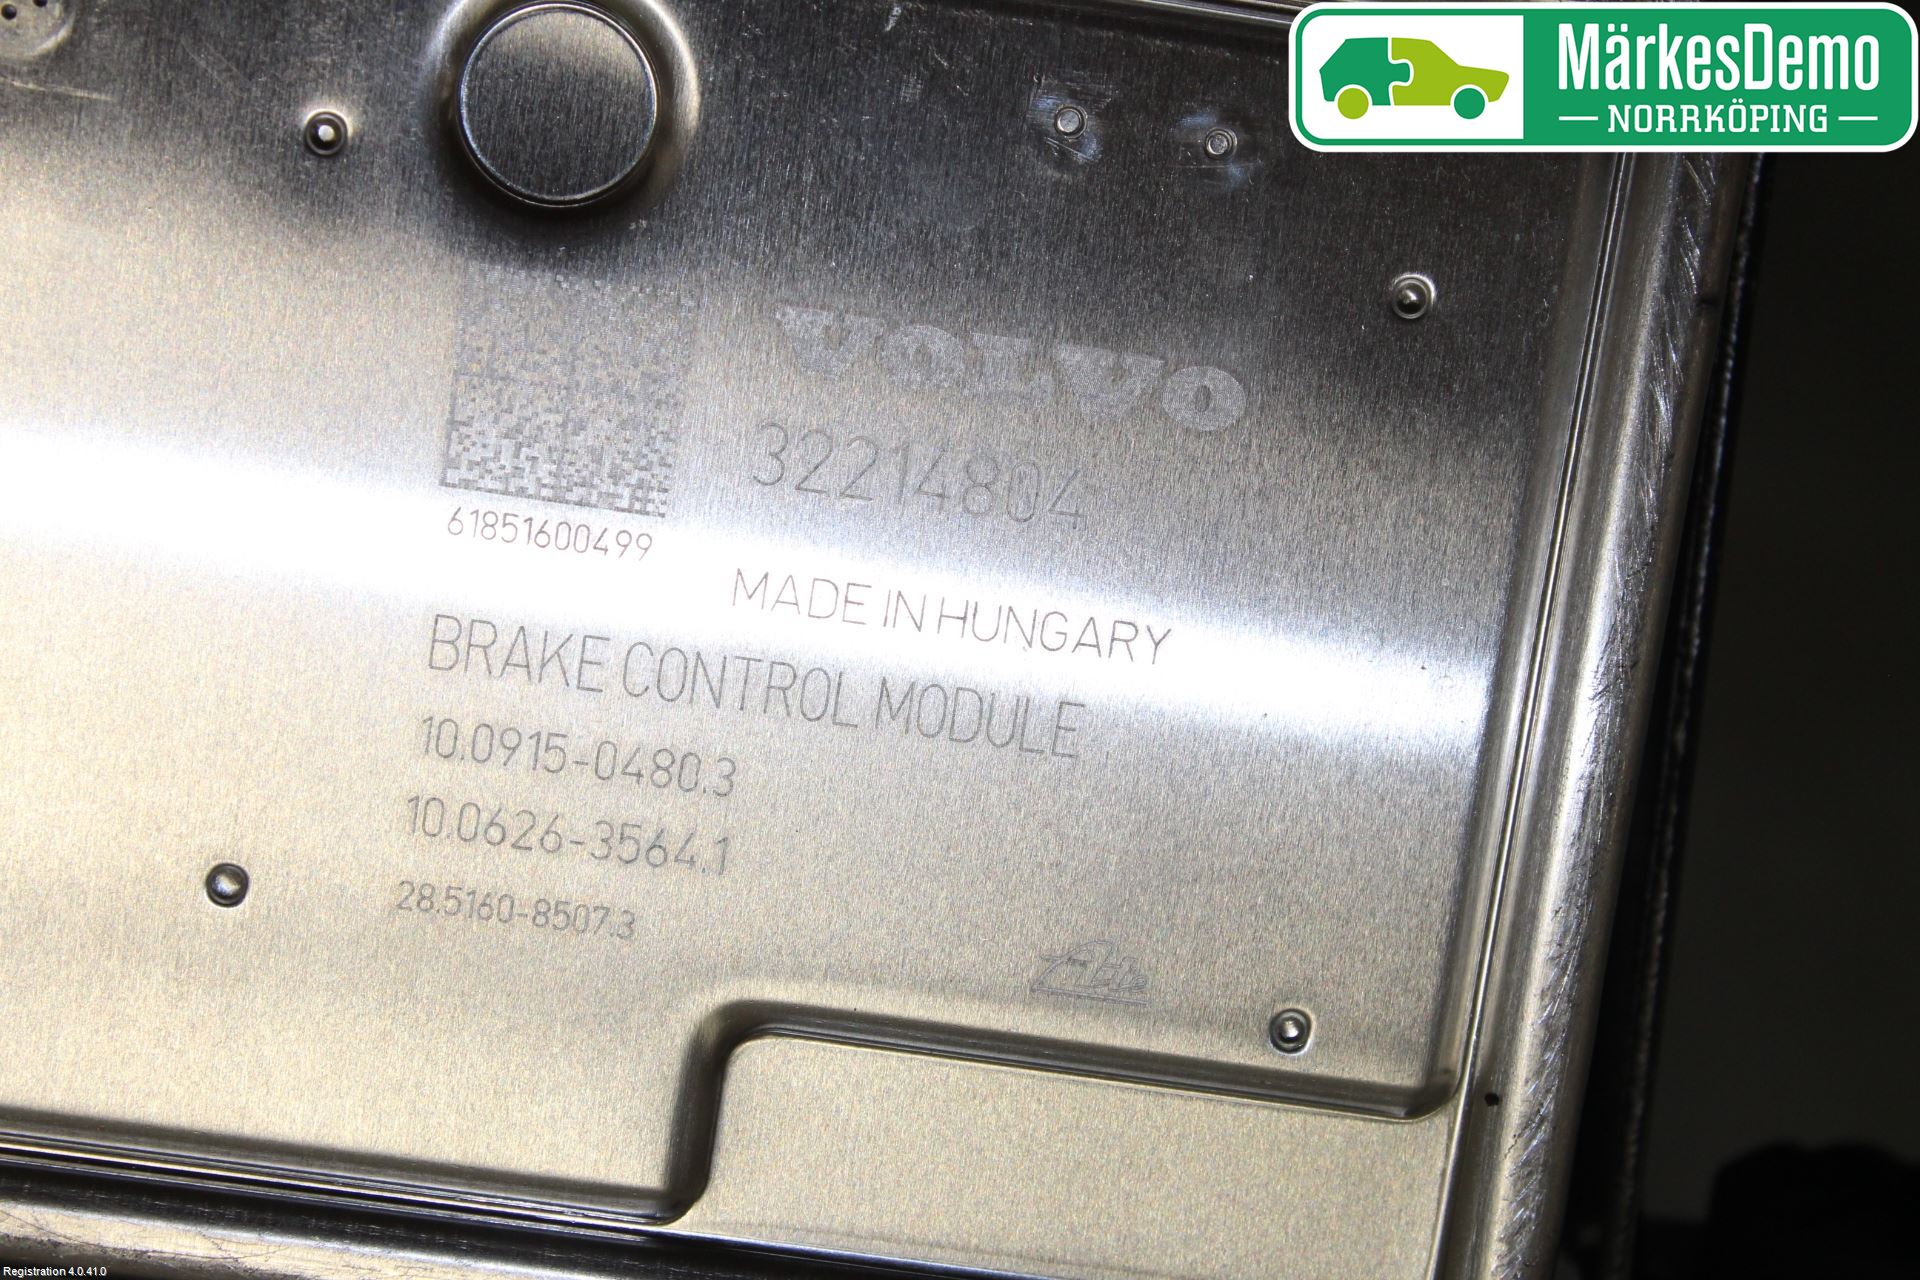 MärkesDemo
NORRKÖPING
VOLVO
32214804
61851600499
MADE IN HUNGARY
BRAKE CONTROL MODULE
10.0915-0480.3
10.0626-3564.1
28.5160-8507.3
Ate
Registration 4.0.41.0